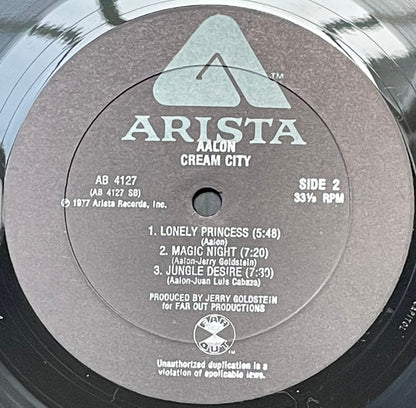 TM
ARISTA
AALON
CREAM CITY
AB 4127
(AB 4127 SB)
℗ 1977 Arista Records, Inc.
SIDE 2
33⅓ RPM
1. LONELY PRINCESS (5:48)
(Aalon)
2. MAGIC NIGHT (7:20)
(Aalon-Jerry Goldstein)
3. JUNGLE DESIRE (7:30)
(Aalon-Juan Luis Cabaza)
PRODUCED BY JERRY GOLDSTEIN
for FAR OUT PRODUCTIONS
FAR
OUT
TM
Unauthorized duplication is a
violation of applicable laws.